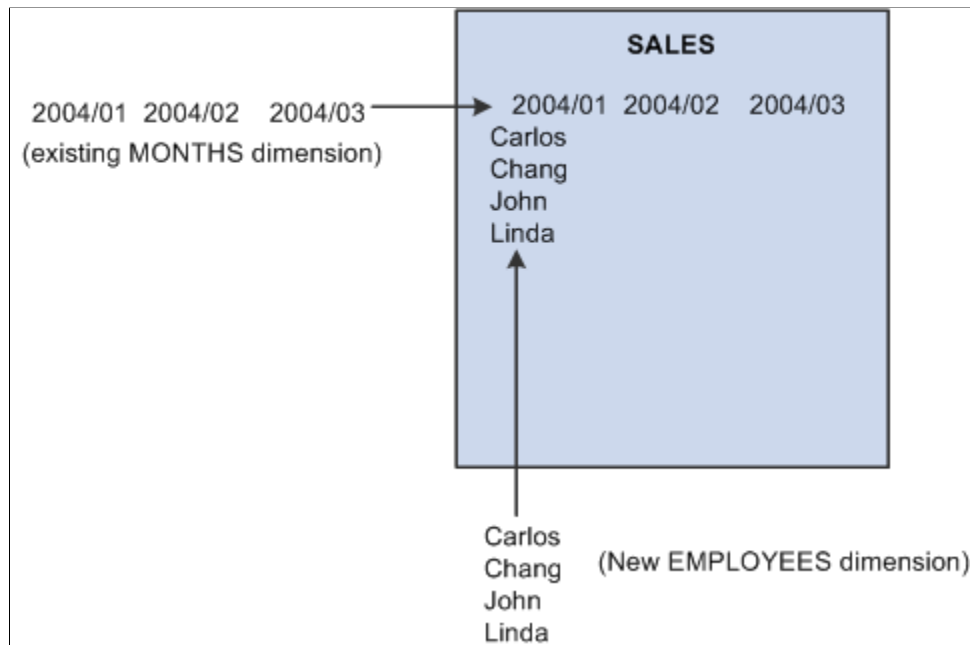 SALES
2004/01 2004/02 2004/03
(existing MONTHS dimension)
2004/01 2004/02 2004/03
Carlos
Chang
John
Linda
Carlos
Chang
John
Linda
(New EMPLOYEES dimension)